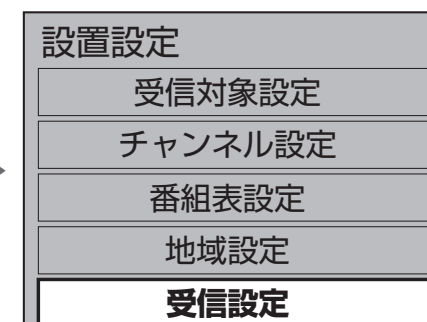 設置設定
受信対象設定
チャンネル設定
番組表設定
地域設定
受信設定